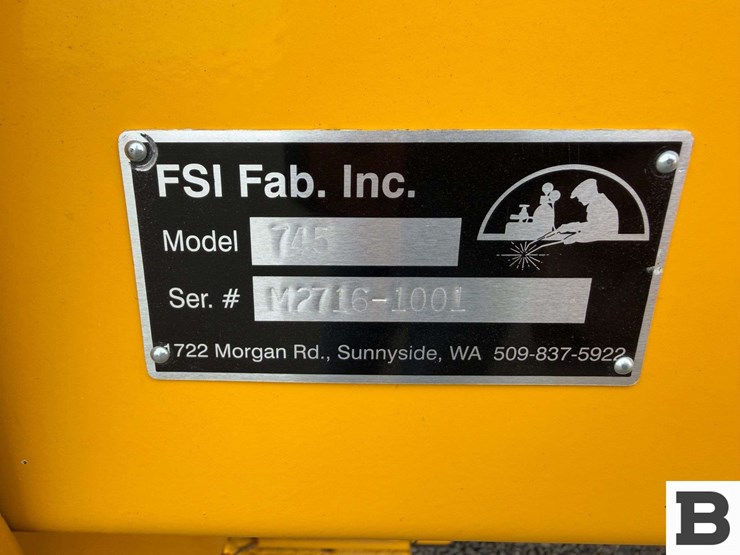 FSI Fab. Inc.
Model 745
Ser. # M2716-1001
1722 Morgan Rd., Sunnyside, WA 509-837-5922
B